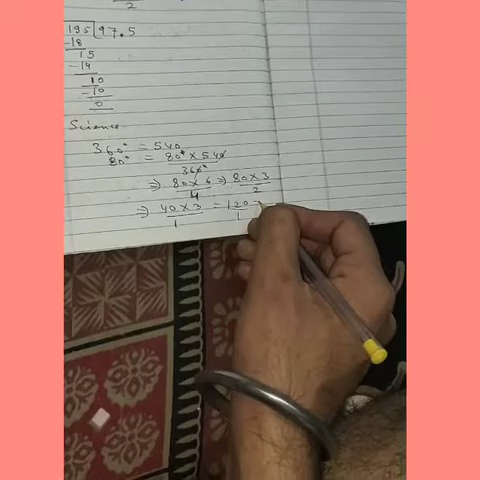 2
195 97.5
-18
15
-14
10
-10
0
Science
360° = 540
80° = 80° × 540
360°
⇒ 80 × 6 ⇒ 80 × 3
4 2
⇒ 40 × 3 = 120
1 1